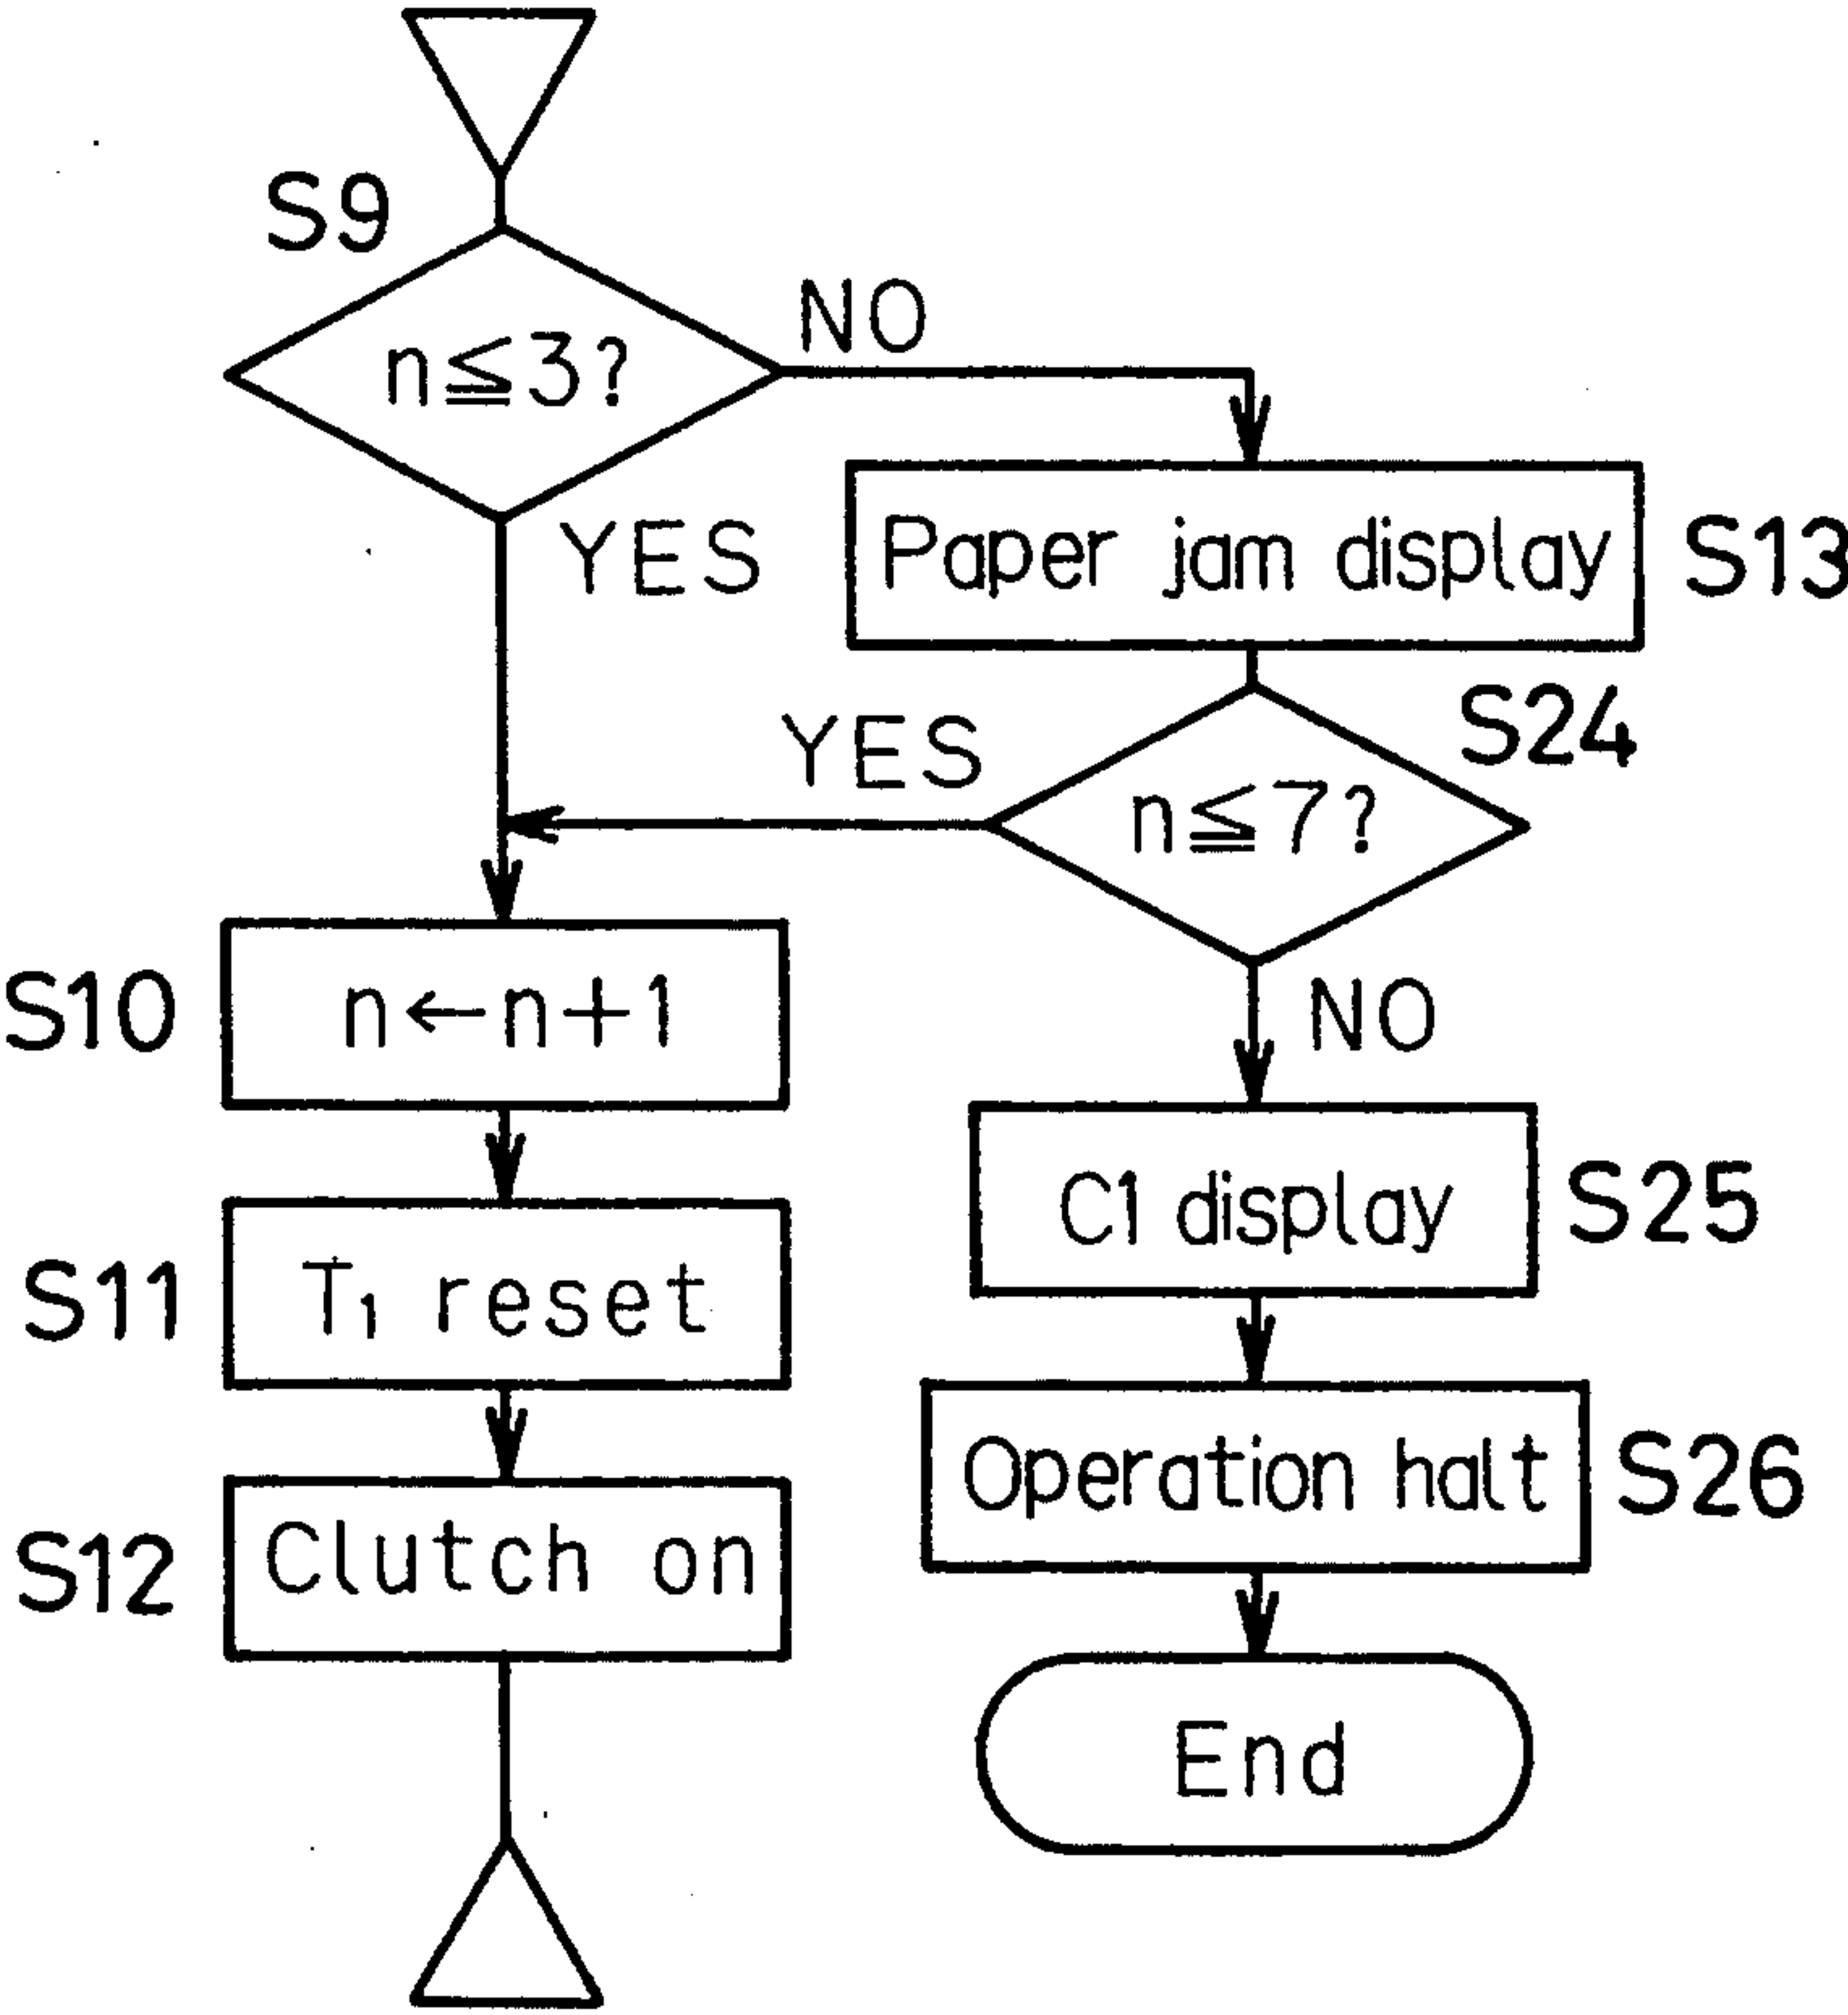 S9
n≦3?
NO
YES
Paper jam display
S13
S24
YES
n≦7?
NO
S10
n←n+1
C1 display
S25
S11
T₁ reset
Operation halt
S26
S12
Clutch on
End